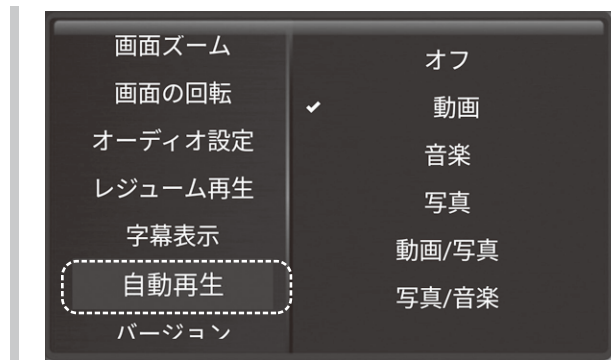 画面ズーム
画面の回転
オーディオ設定
レジューム再生
字幕表示
自動再生
バージョン
オフ
動画
音楽
写真
動画/写真
写真/音楽